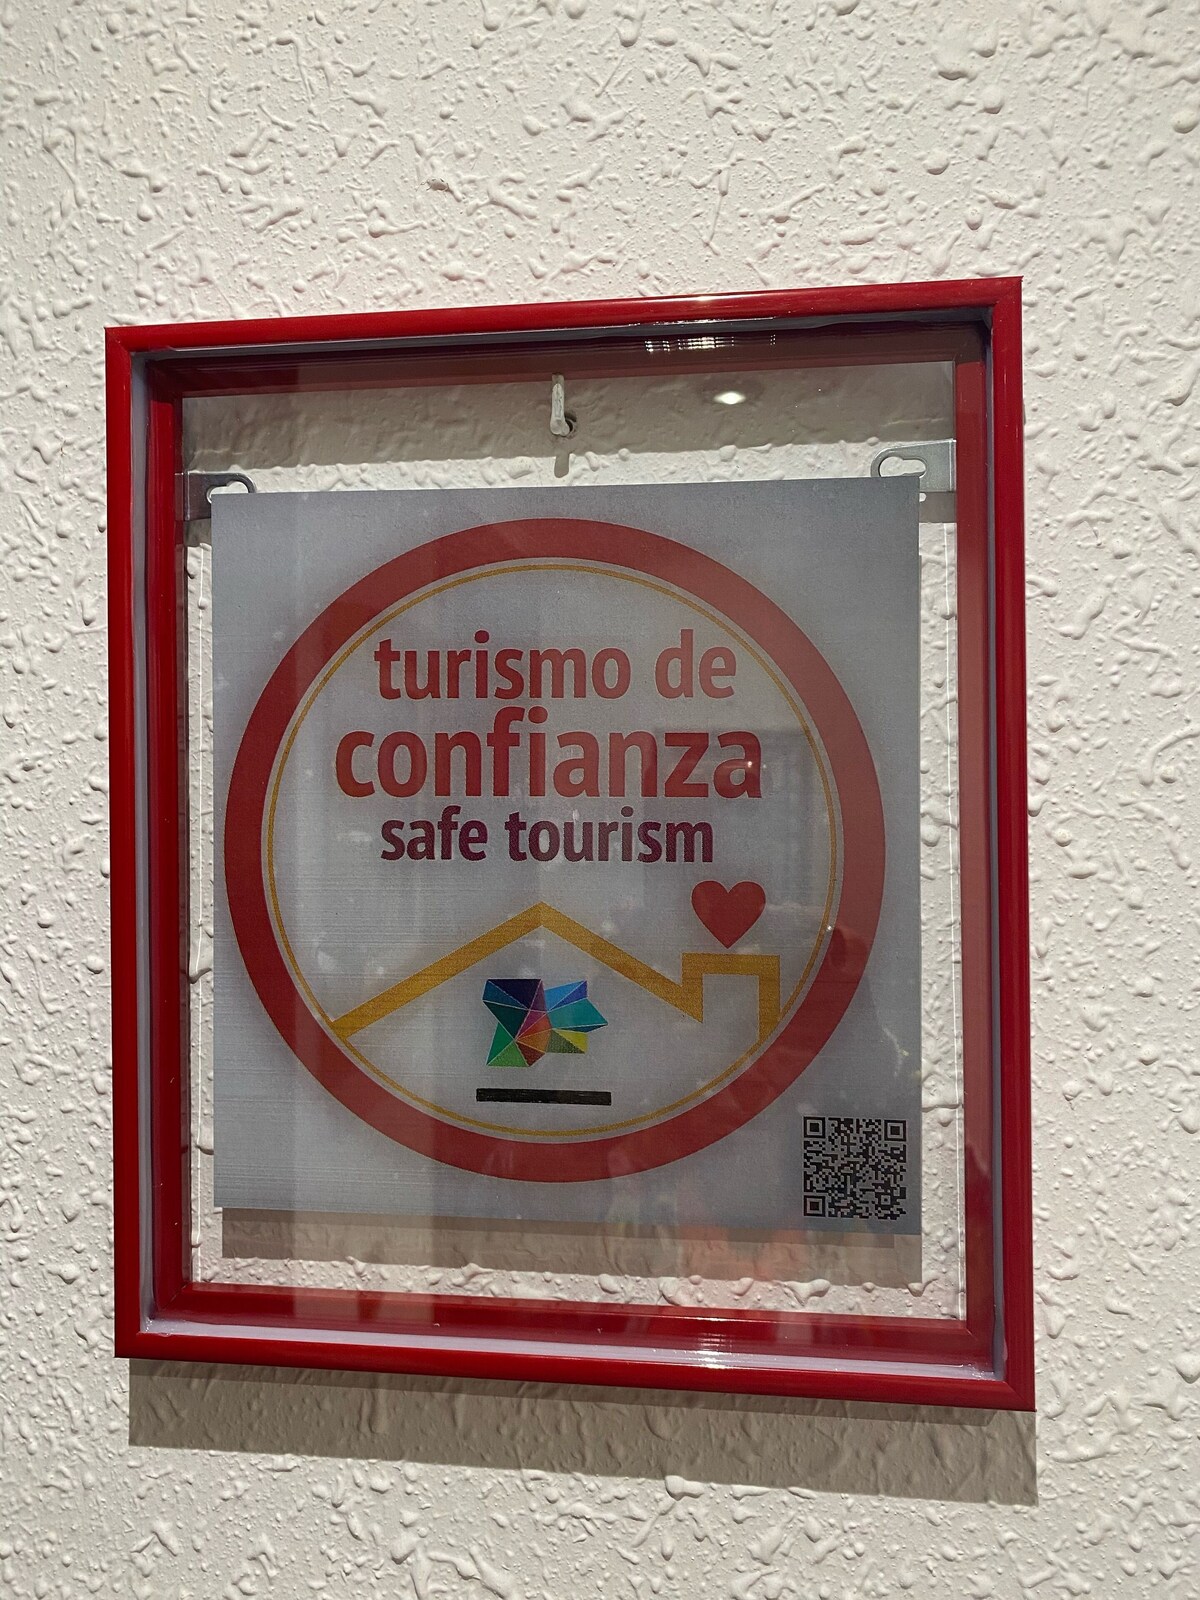 turismo de
confianza
safe tourism